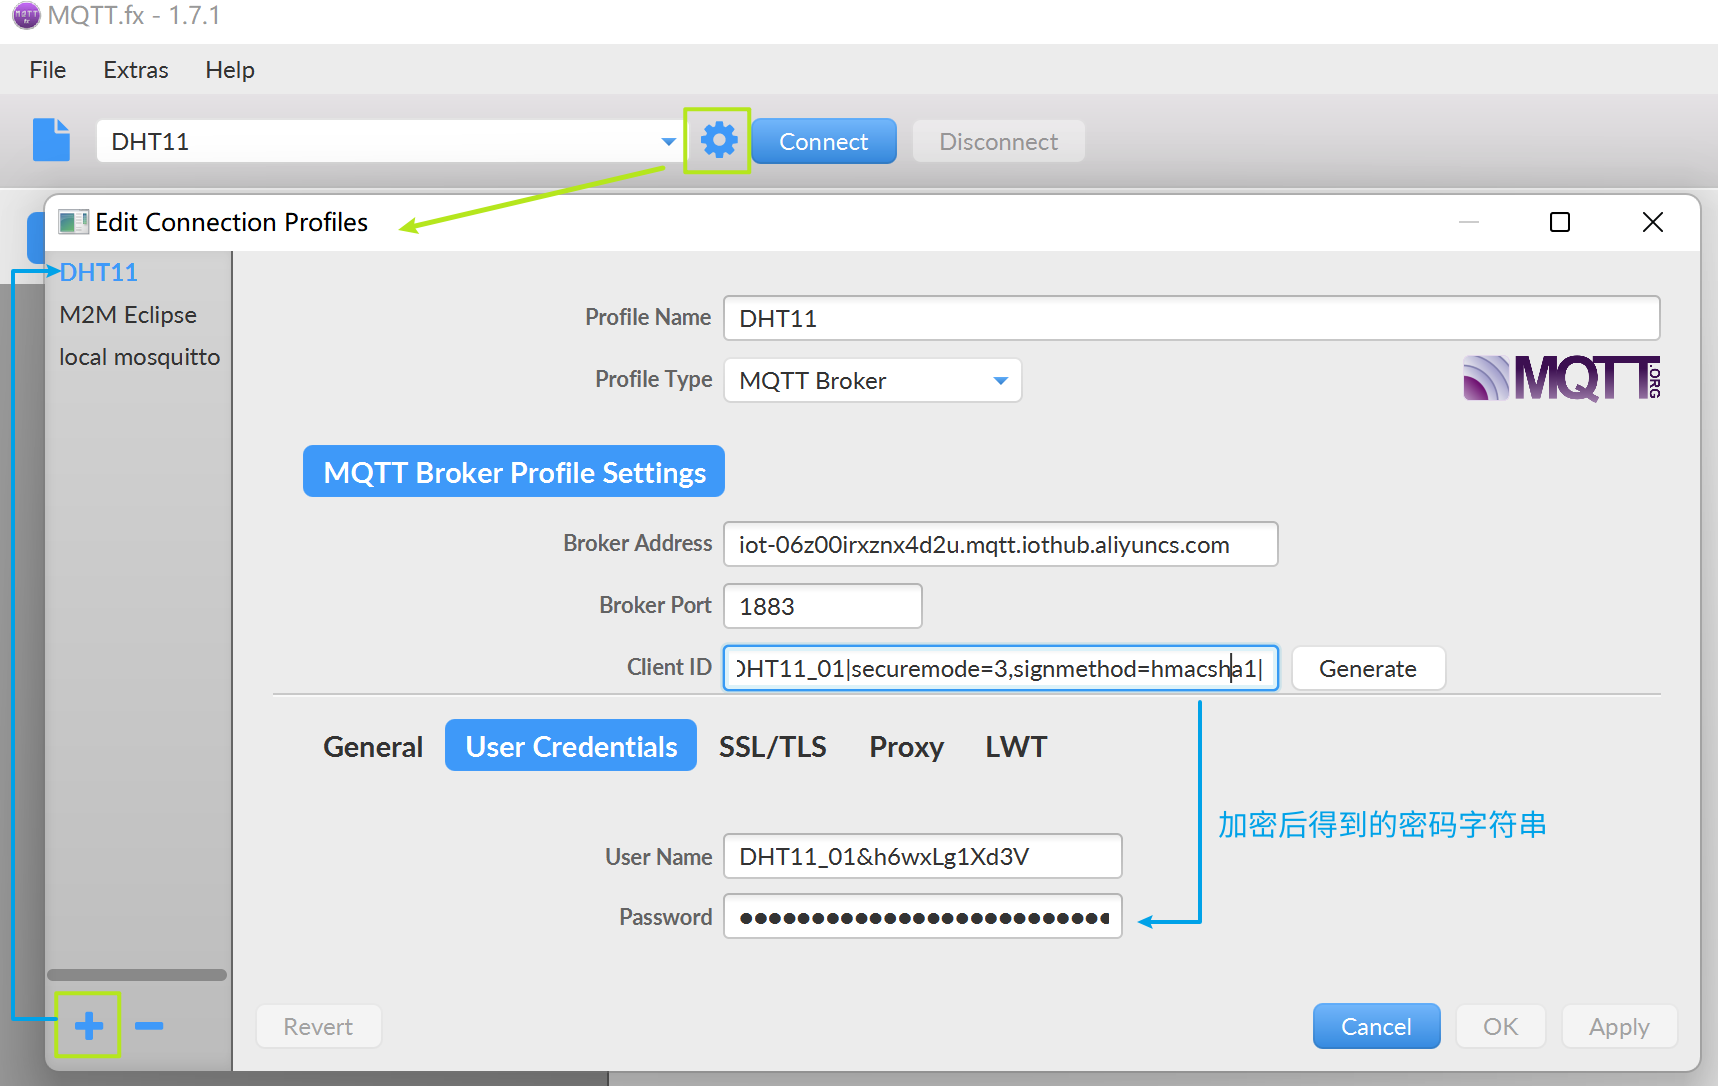 MQTT.fx - 1.7.1
File Extras Help
DHT11 Connect Disconnect
Edit Connection Profiles
DHT11
M2M Eclipse
local mosquitto
Profile Name DHT11
Profile Type MQTT Broker
MQTT.ORG
MQTT Broker Profile Settings
Broker Address iot-06z00irxznx4d2u.mqtt.iothub.aliyuncs.com
Broker Port 1883
Client ID DHT11_01|securemode=3,signmethod=hmacsha1| Generate
General User Credentials SSL/TLS Proxy LWT
加密后得到的密码字符串
User Name DHT11_01&h6wxLg1Xd3V
Password ●●●●●●●●●●●●●●●●●●●●●●●●●●
Revert Cancel OK Apply